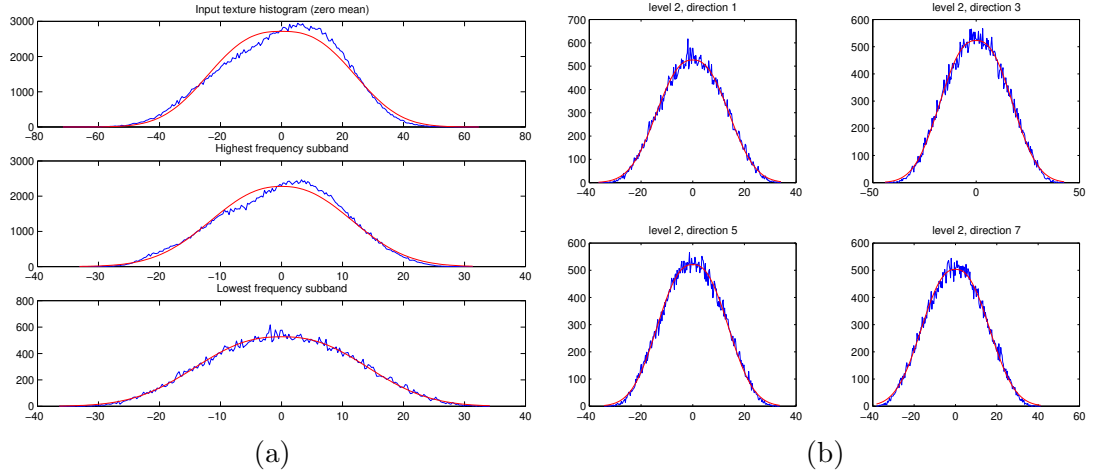 Input texture histogram (zero mean)
3000
2000
1000
0
−80 −60 −40 −20 0 20 40 60 80
Highest frequency subband
3000
2000
1000
0
−40 −30 −20 −10 0 10 20 30 40
Lowest frequency subband
800
600
400
200
0
−40 −30 −20 −10 0 10 20 30 40
(a)
level 2, direction 1
700
600
500
400
300
200
100
0
−40 −20 0 20 40
level 2, direction 3
600
500
400
300
200
100
0
−50 0 50
level 2, direction 5
600
500
400
300
200
100
0
−40 −20 0 20 40
level 2, direction 7
600
500
400
300
200
100
0
−40 −20 0 20 40 60
(b)